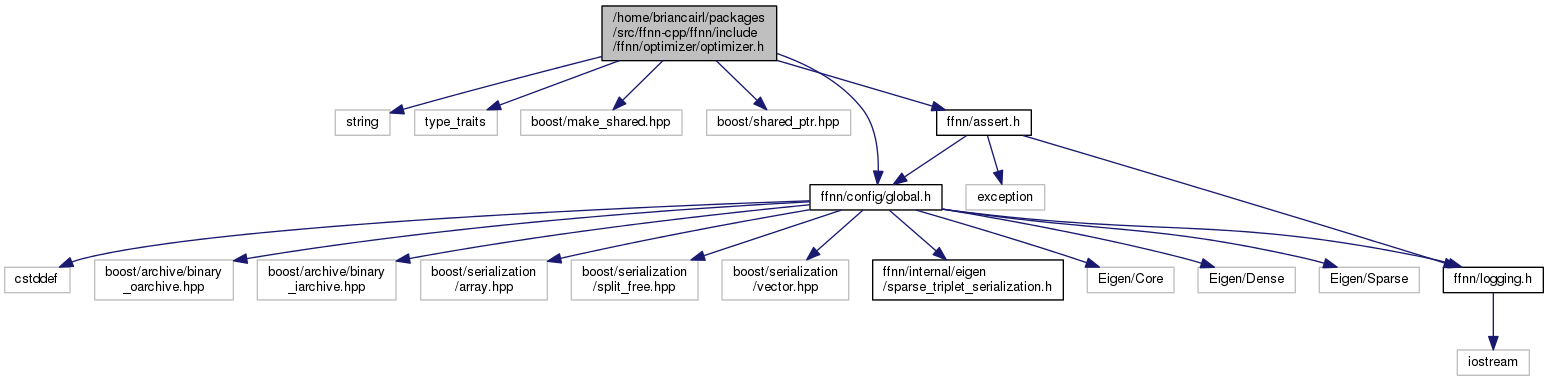 /home/briancairl/packages
/src/ffnn-cpp/ffnn/include
/ffnn/optimizer/optimizer.h
string
type_traits
boost/make_shared.hpp
boost/shared_ptr.hpp
ffnn/assert.h
ffnn/config/global.h
exception
cstddef
boost/archive/binary
_oarchive.hpp
boost/archive/binary
_iarchive.hpp
boost/serialization
/array.hpp
boost/serialization
/split_free.hpp
boost/serialization
/vector.hpp
ffnn/internal/eigen
/sparse_triplet_serialization.h
Eigen/Core
Eigen/Dense
Eigen/Sparse
ffnn/logging.h
iostream